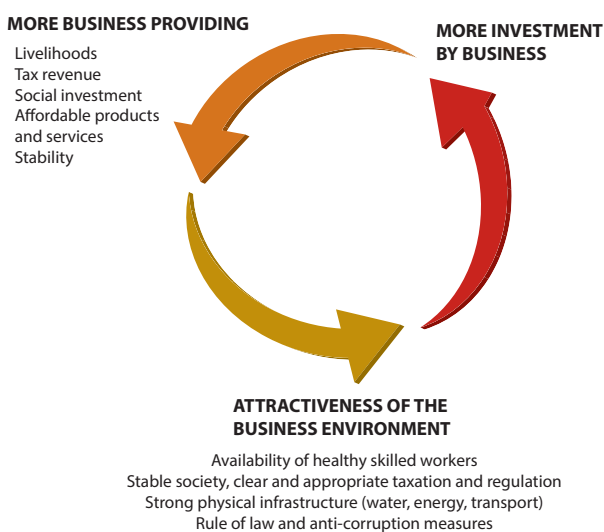 MORE BUSINESS PROVIDING
Livelihoods
Tax revenue
Social investment
Affordable products
and services
Stability
MORE INVESTMENT
BY BUSINESS
ATTRACTIVENESS OF THE
BUSINESS ENVIRONMENT
Availability of healthy skilled workers
Stable society, clear and appropriate taxation and regulation
Strong physical infrastructure (water, energy, transport)
Rule of law and anti-corruption measures